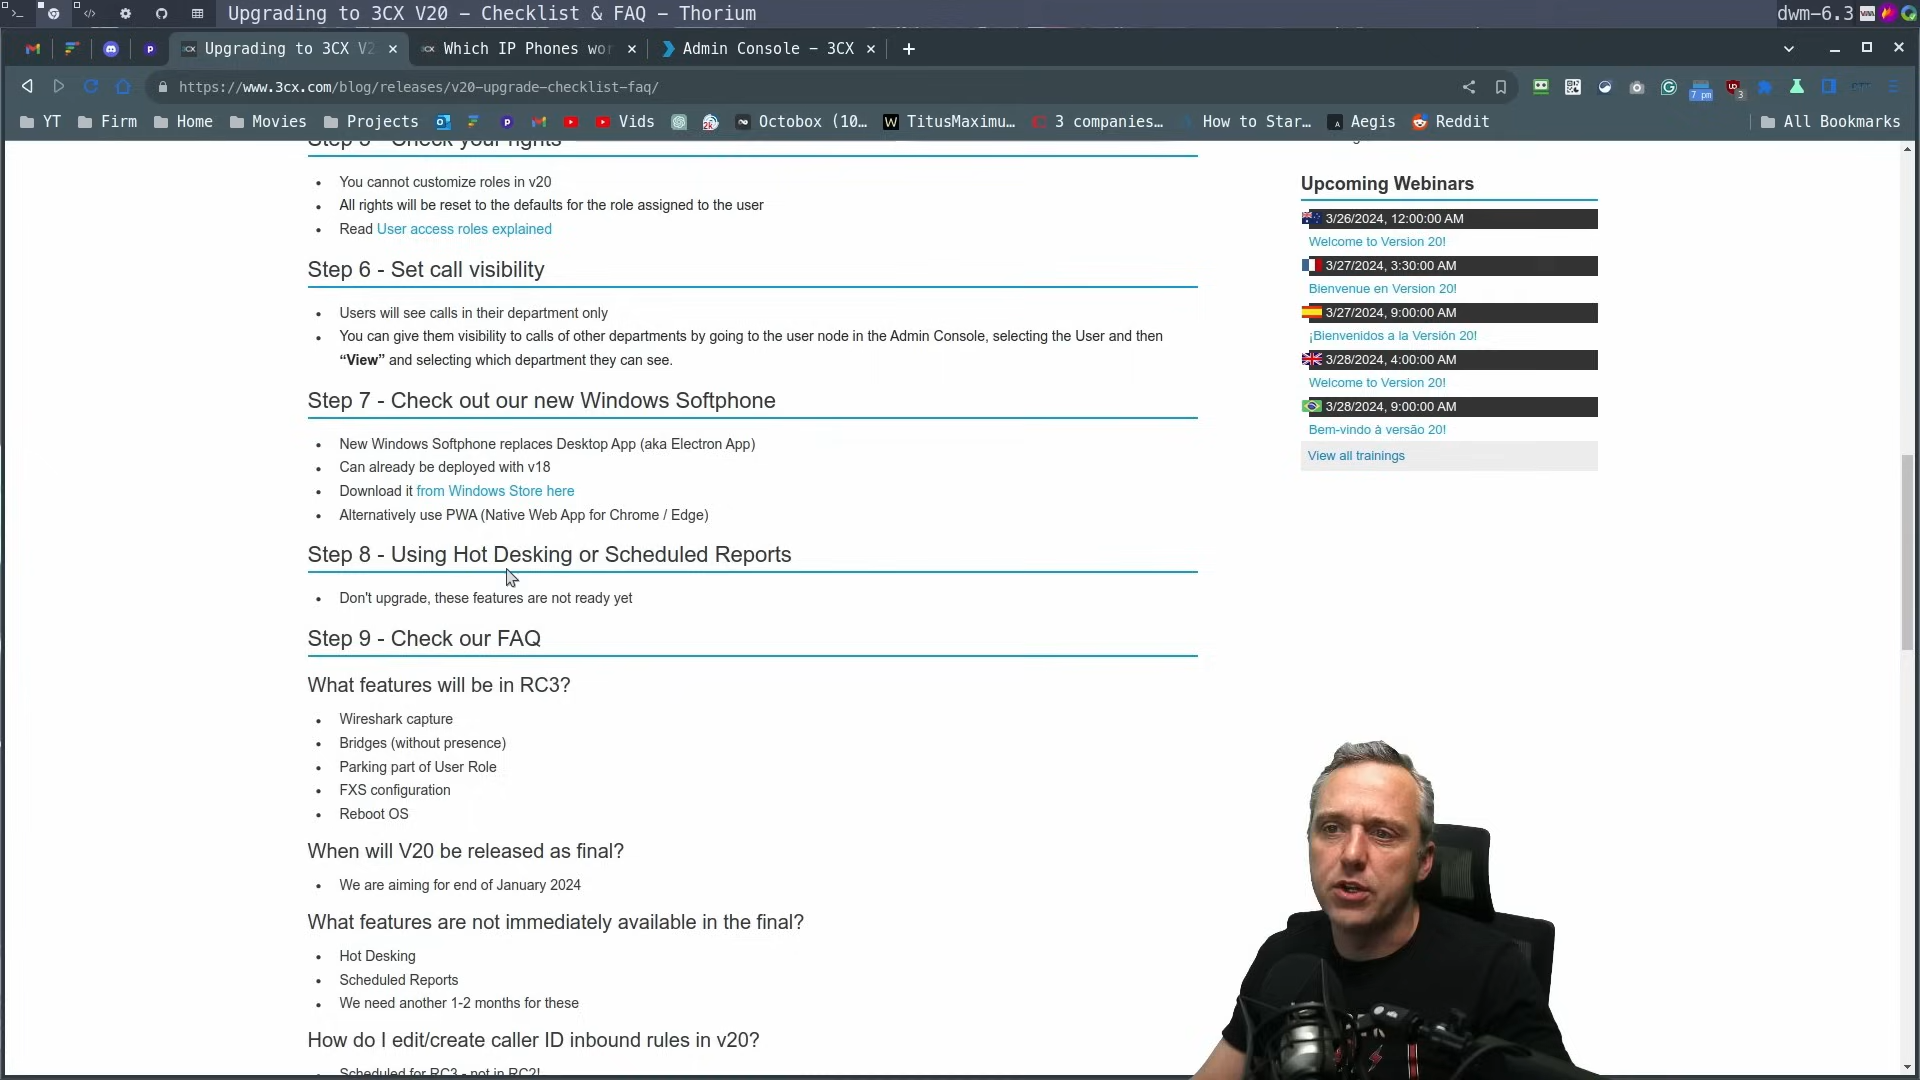 Upgrading to 3CX V20 – Checklist & FAQ – Thorium
dwm-6.3
Upgrading to 3CX V2
Which IP Phones wor
Admin Console – 3CX
https://www.3cx.com/blog/releases/v20-upgrade-checklist-faq/
7 pm
3
YT
Firm
Home
Movies
Projects
Vids
Octobox (10…
TitusMaximu…
3 companies…
How to Star…
Aegis
Reddit
All Bookmarks
Step 5 - Check your rights
You cannot customize roles in v20
All rights will be reset to the defaults for the role assigned to the user
Read User access roles explained
Step 6 - Set call visibility
Users will see calls in their department only
You can give them visibility to calls of other departments by going to the user node in the Admin Console, selecting the User and then
“View” and selecting which department they can see.
Step 7 - Check out our new Windows Softphone
New Windows Softphone replaces Desktop App (aka Electron App)
Can already be deployed with v18
Download it from Windows Store here
Alternatively use PWA (Native Web App for Chrome / Edge)
Step 8 - Using Hot Desking or Scheduled Reports
Don't upgrade, these features are not ready yet
Step 9 - Check our FAQ
What features will be in RC3?
Wireshark capture
Bridges (without presence)
Parking part of User Role
FXS configuration
Reboot OS
When will V20 be released as final?
We are aiming for end of January 2024
What features are not immediately available in the final?
Hot Desking
Scheduled Reports
We need another 1-2 months for these
How do I edit/create caller ID inbound rules in v20?
Scheduled for RC3 - not in RC2!
Upcoming Webinars
3/26/2024, 12:00:00 AM
Welcome to Version 20!
3/27/2024, 3:30:00 AM
Bienvenue en Version 20!
3/27/2024, 9:00:00 AM
¡Bienvenidos a la Versión 20!
3/28/2024, 4:00:00 AM
Welcome to Version 20!
3/28/2024, 9:00:00 AM
Bem-vindo à versão 20!
View all trainings